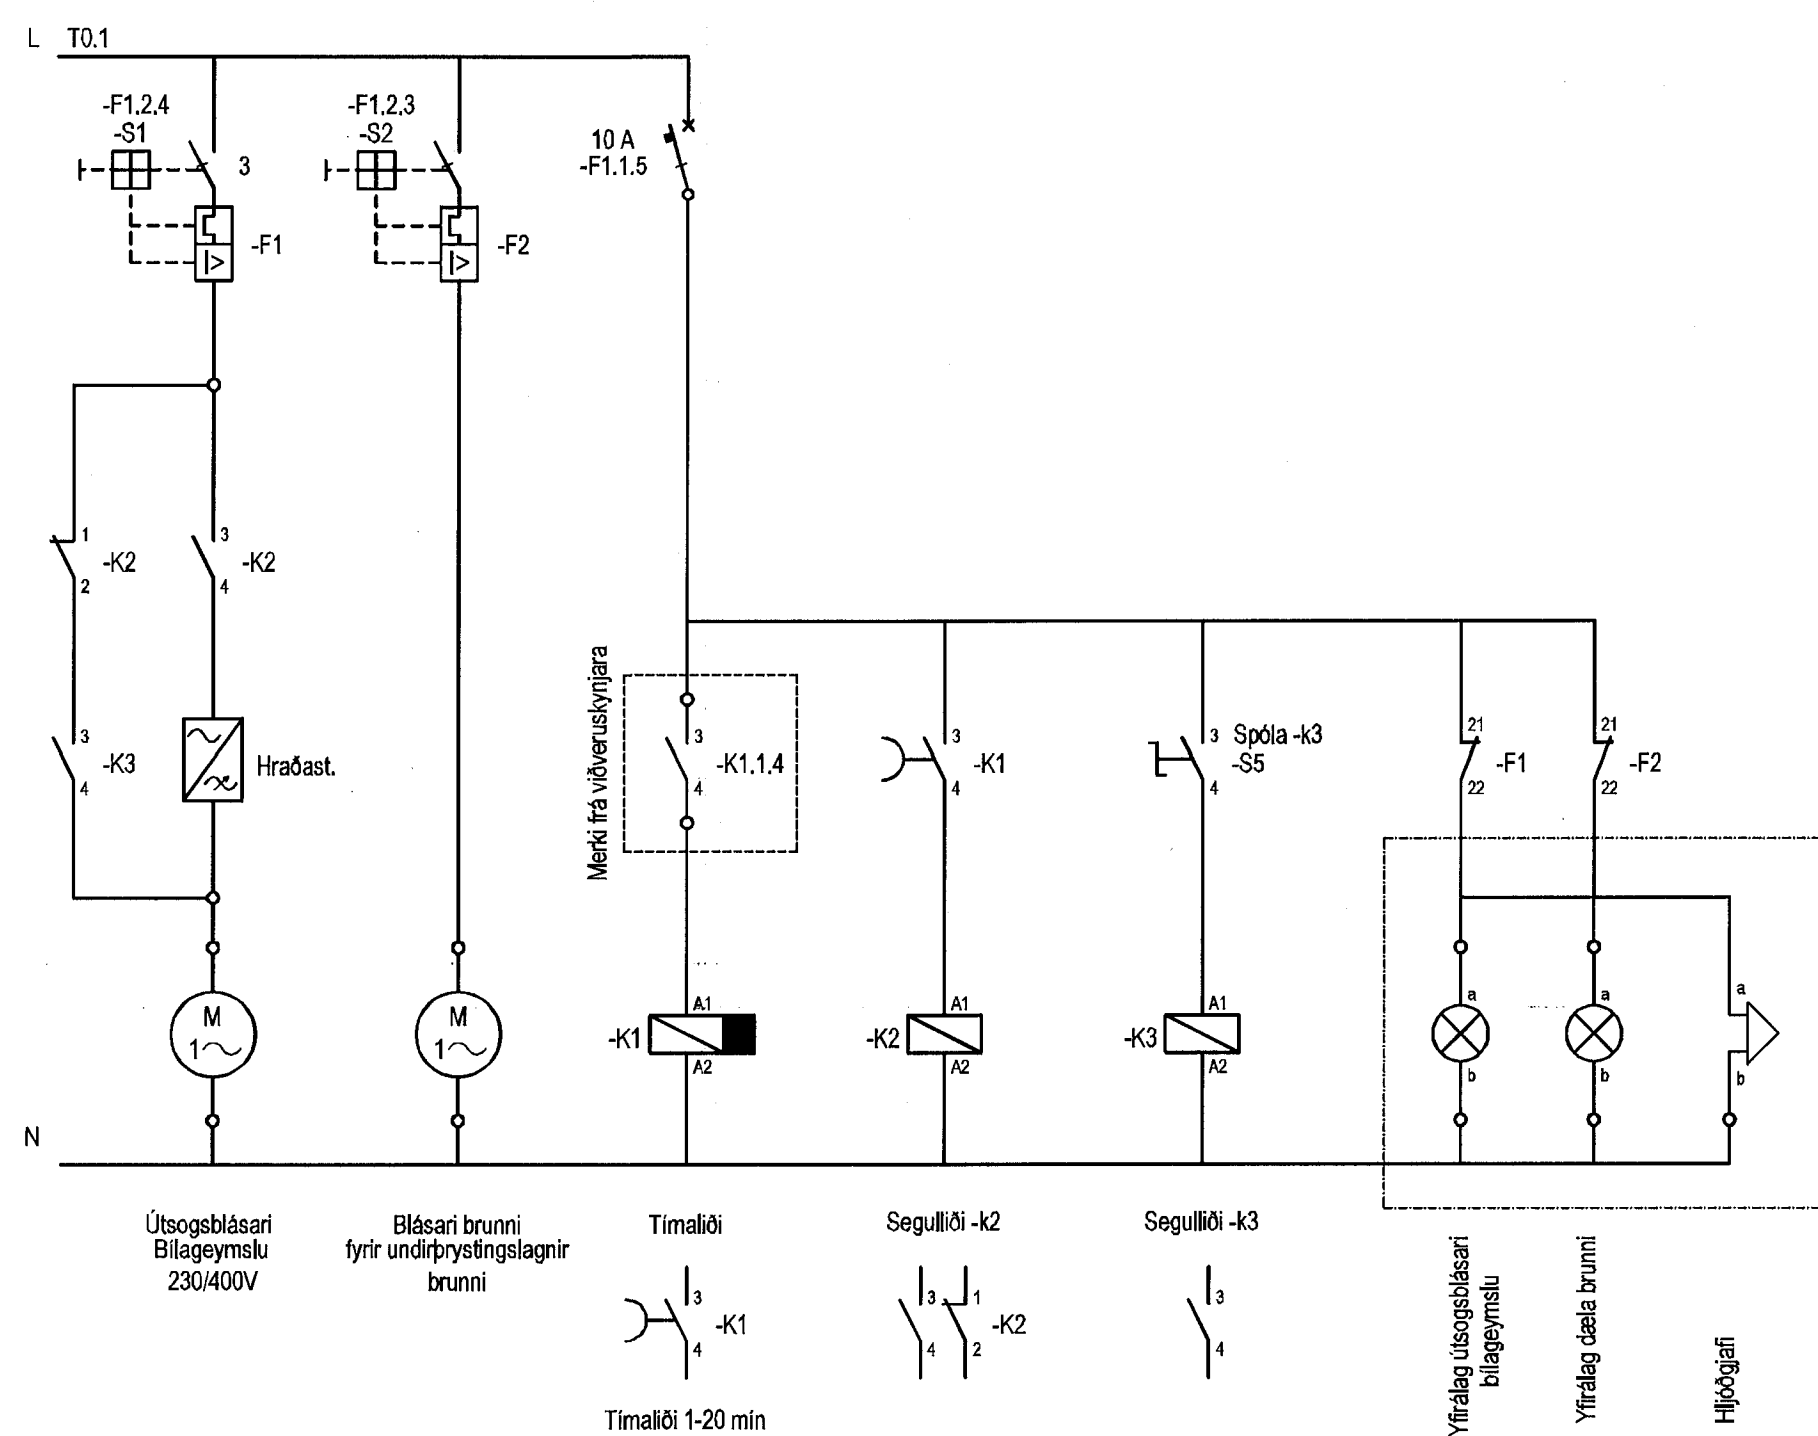 L T0.1
-F1.2.4
-S1
3
-F1
-F1.2.3
-S2
-F2
10 A
-F1.1.5
1
-K2
2
3
-K2
4
3
-K3
4
Hraðast.
Merki frá viðveruskynjara
3
-K1.1.4
4
3
-K1
4
3
Spóla -k3
-S5
4
21
-F1
22
21
-F2
22
M
1
M
1
A1
-K1
A2
A1
-K2
A2
A1
-K3
A2
a
b
a
b
a
b
N
Útsogsblásari
Bílageymslu
230/400V
Blásari brunni
fyrir undirþrystingslagnir
brunni
Tímaliði
3
-K1
4
Tímaliði 1-20 mín
Segulliði -k2
3
4
1
-K2
2
Segulliði -k3
3
4
Yfirálag útsogsblásari
bílageymslu
Yfirálag dæla brunni
Hljóðgjafi